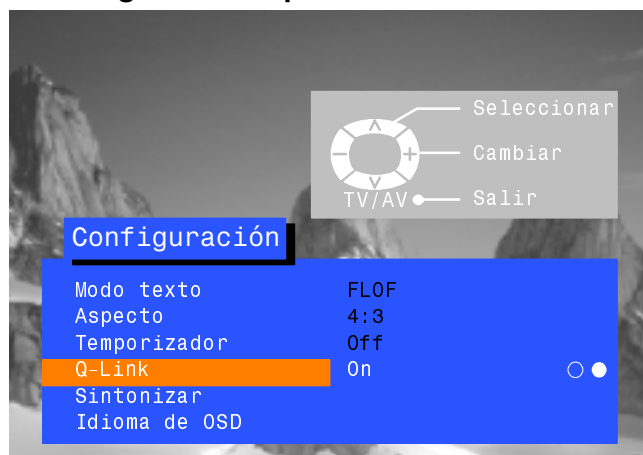 Seleccionar
- + Cambiar
TV/AV Salir
Configuración
Modo texto FLOF
Aspecto 4:3
Temporizador Off
Q-Link On
Sintonizar
Idioma de OSD